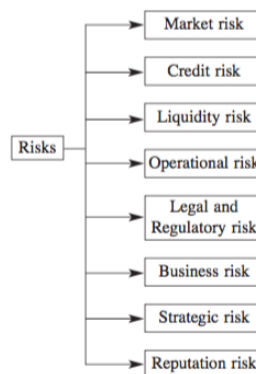 Market risk
Credit risk
Liquidity risk
Risks
Operational risk
Legal and
Regulatory risk
Business risk
Strategic risk
Reputation risk